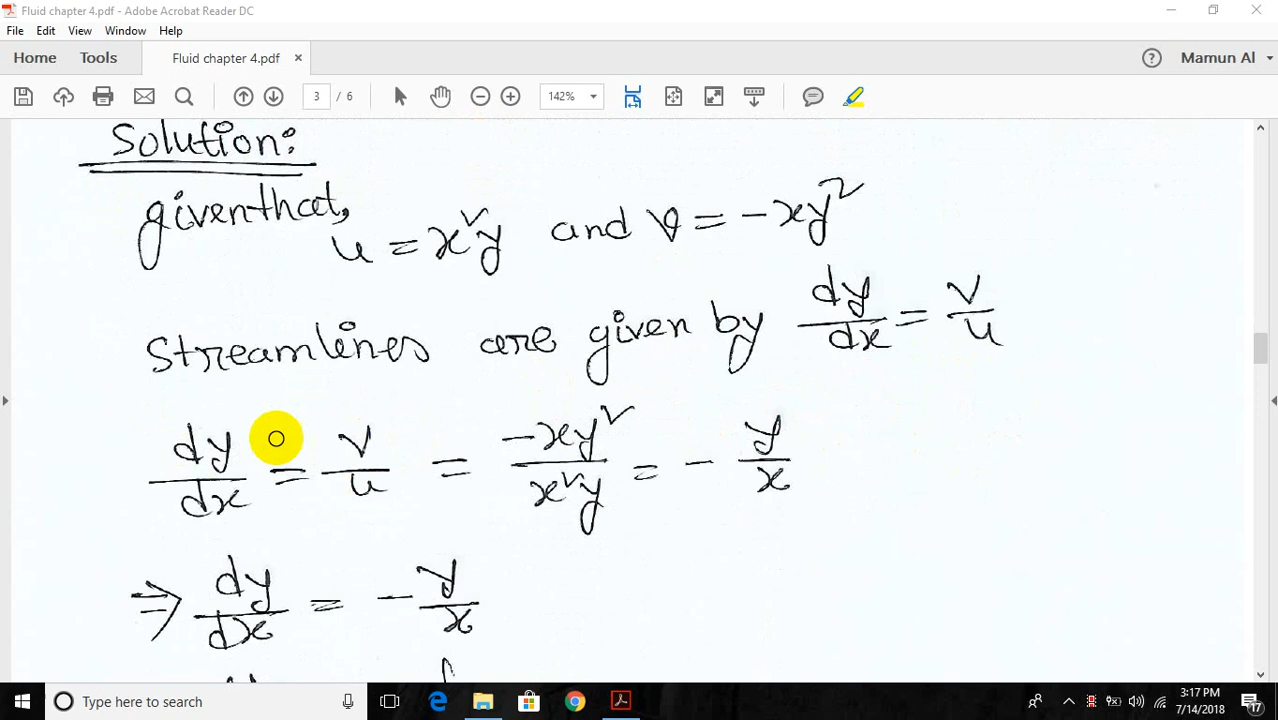 Fluid chapter 4.pdf - Adobe Acrobat Reader DC
File Edit View Window Help
Home Tools Fluid chapter 4.pdf × Mamun Al
3 / 6 142%
Solution:
given that,
u = x²y and v = -xy²
Streamlines are given by dy/dx = v/u
dy/dx = v/u = -xy²/x²y = - y/x
⇒ dy/dx = - y/x
Type here to search
3:17 PM
7/14/2018
17